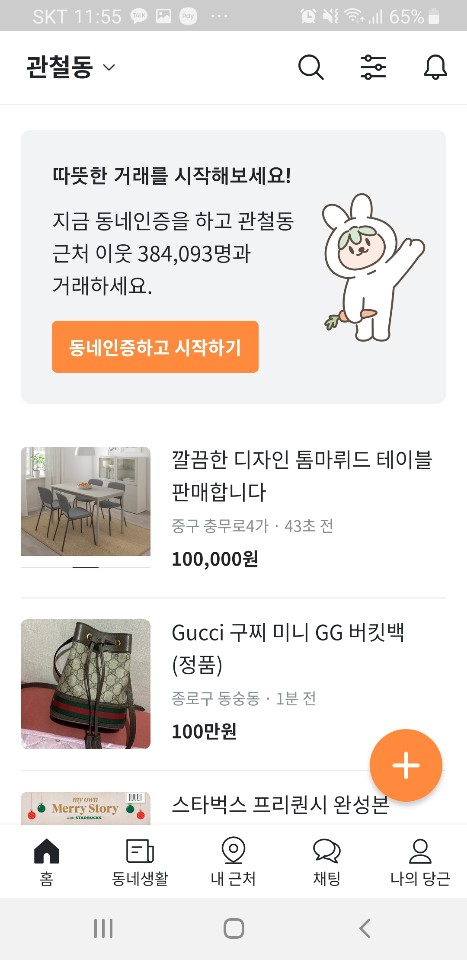 SKT 11:55 TALK Pay ··· 65%
관철동
따뜻한 거래를 시작해보세요!
지금 동네인증을 하고 관철동
근처 이웃 384,093명과
거래하세요.
동네인증하고 시작하기
깔끔한 디자인 톰마뤼드 테이블
판매합니다
중구 충무로4가 · 43초 전
100,000원
Gucci 구찌 미니 GG 버킷백
(정품)
종로구 동숭동 · 1분 전
100만원
my own
Merry Story
with STARBUCKS
스타벅스 프리퀀시 완성본
홈 동네생활 내 근처 채팅 나의 당근